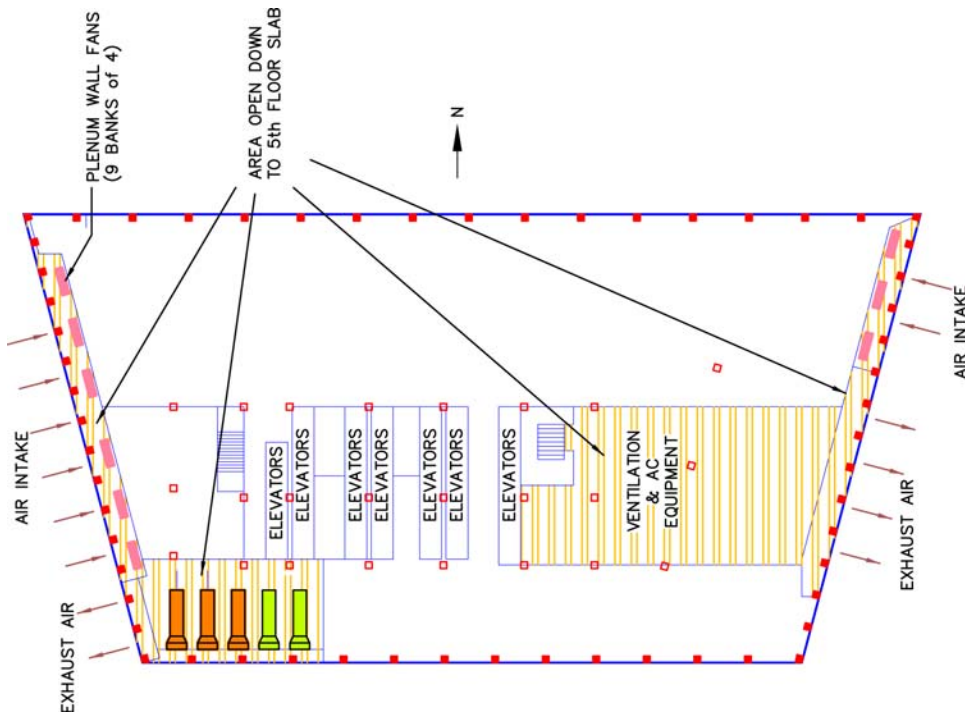 PLENUM WALL FANS
(9 BANKS of 4)
AREA OPEN DOWN
TO 5th FLOOR SLAB
N
AIR INTAKE
AIR INTAKE
ELEVATORS
ELEVATORS
ELEVATORS
ELEVATORS
ELEVATORS
ELEVATORS
ELEVATORS
VENTILATION
& AC
EQUIPMENT
EXHAUST AIR
EXHAUST AIR